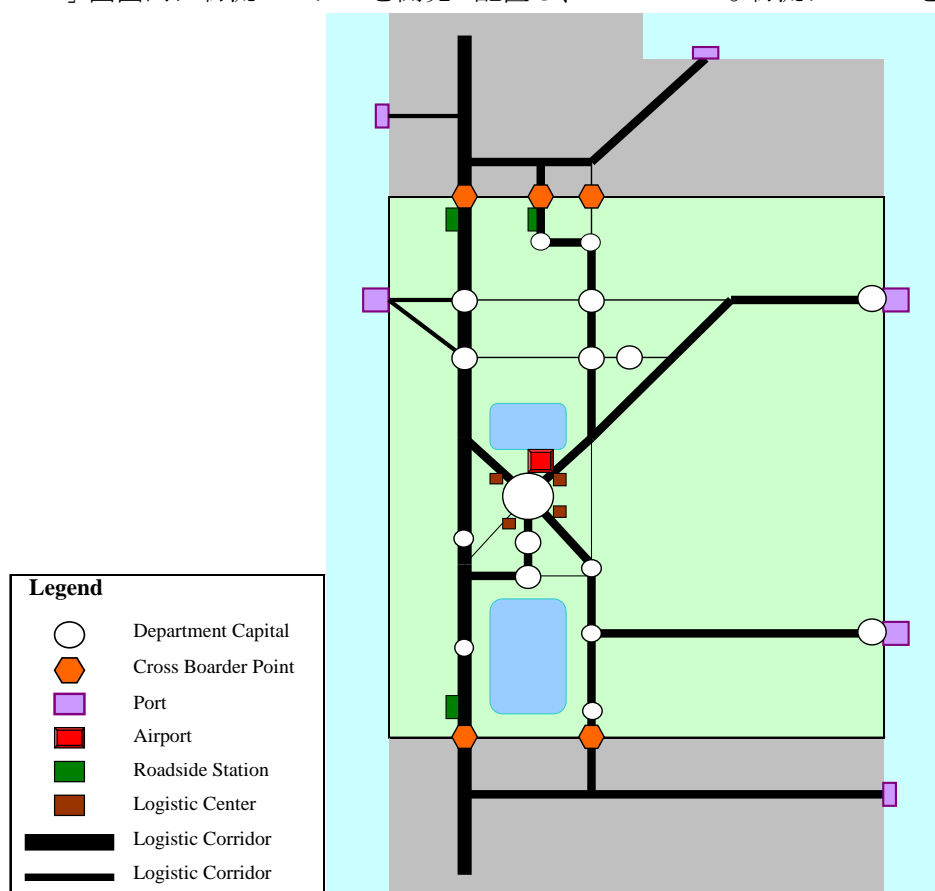 Legend
Department Capital
Cross Boarder Point
Port
Airport
Roadside Station
Logistic Center
Logistic Corridor
Logistic Corridor